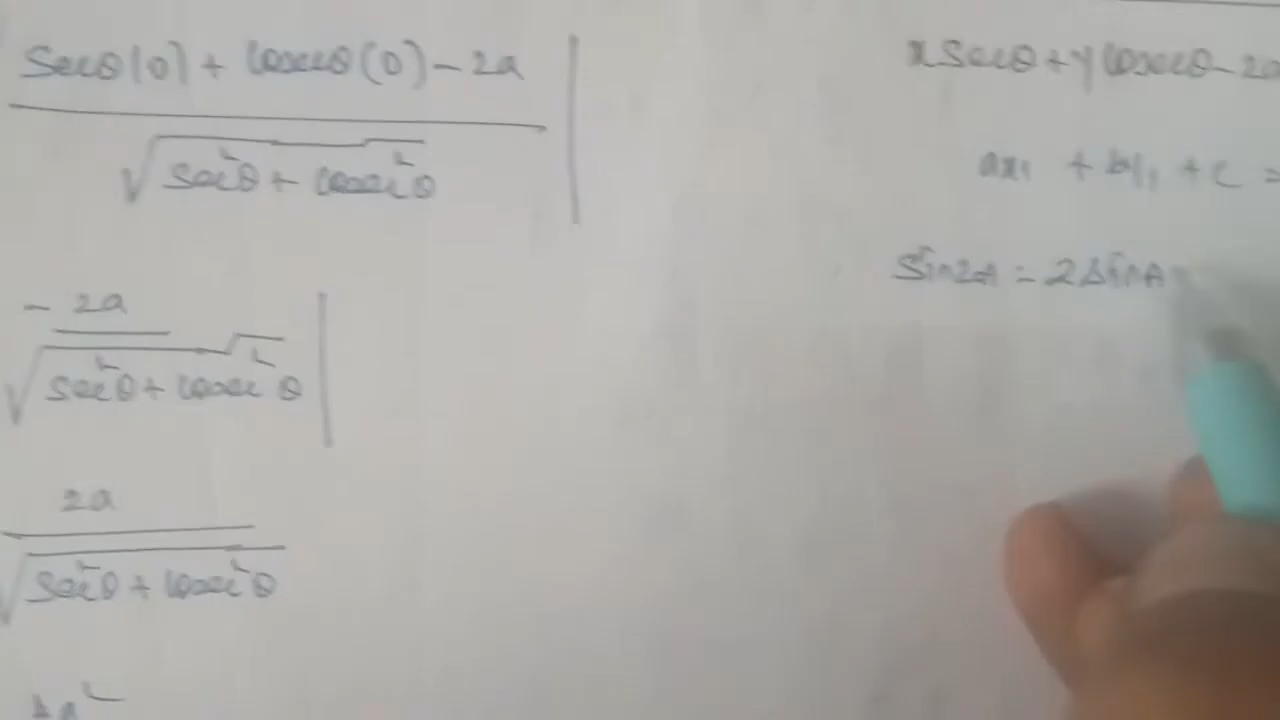 Secθ(0) + Cosecθ(0) - 2a
√Sec²θ + Cosec²θ
- 2a
√Sec²θ + Cosec²θ
2a
√Sec²θ + Cosec²θ
4a²
xSecθ + yCosecθ - 2a
ax₁ + by₁ + c =
Sin2A = 2SinA